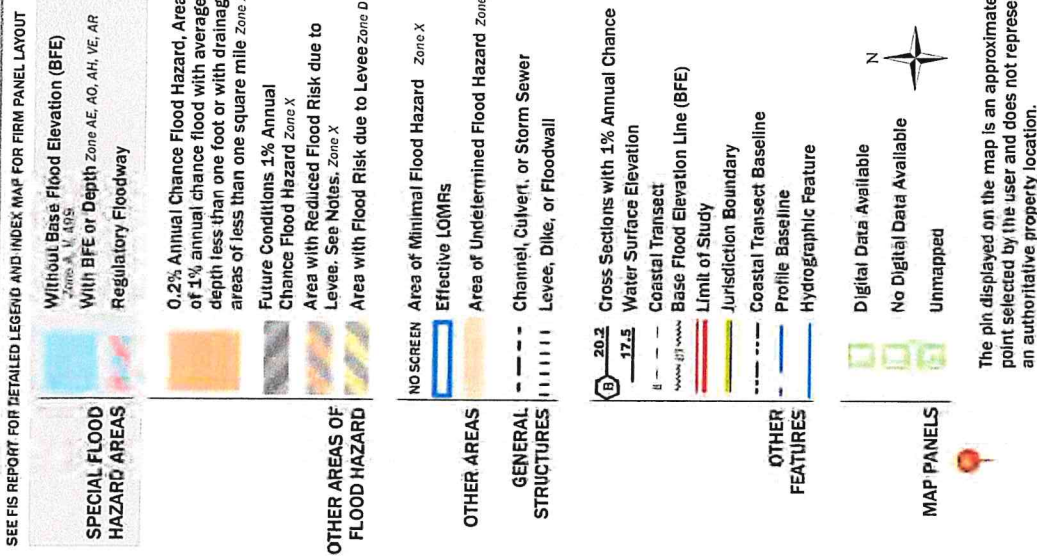 SEE FIS REPORT FOR DETAILED LEGEND AND INDEX MAP FOR FIRM PANEL LAYOUT
SPECIAL FLOOD
HAZARD AREAS
Without Base Flood Elevation (BFE)
Zone A, V, A99
With BFE or Depth Zone AE, AO, AH, VE, AR
Regulatory Floodway
OTHER AREAS OF
FLOOD HAZARD
0.2% Annual Chance Flood Hazard, Area
of 1% annual chance flood with average
depth less than one foot or with drainag
areas of less than one square mile Zone
Future Conditions 1% Annual
Chance Flood Hazard Zone X
Area with Reduced Flood Risk due to
Levee. See Notes. Zone X
Area with Flood Risk due to Levee Zone D
OTHER AREAS
NO SCREEN Area of Minimal Flood Hazard Zone X
Effective LOMRs
Area of Undetermined Flood Hazard Zone
GENERAL
STRUCTURES
Channel, Culvert, or Storm Sewer
Levee, Dike, or Floodwall
OTHER
FEATURES
B 20.2 Cross Sections with 1% Annual Chance
17.5 Water Surface Elevation
8 Coastal Transect
513 Base Flood Elevation Line (BFE)
Limit of Study
Jurisdiction Boundary
Coastal Transect Baseline
Profile Baseline
Hydrographic Feature
MAP PANELS
Digital Data Available
No Digital Data Available
Unmapped
N
The pin displayed on the map is an approximate
point selected by the user and does not represe
an authoritative property location.